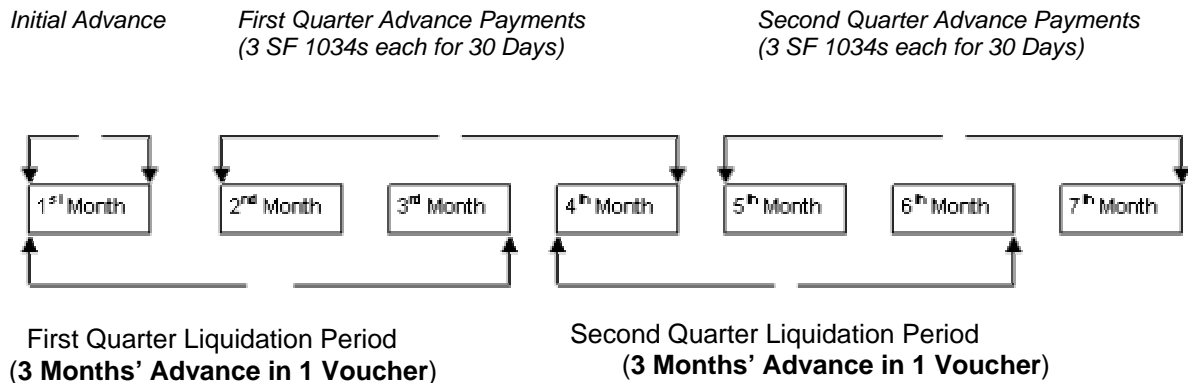 Initial Advance
First Quarter Advance Payments
(3 SF 1034s each for 30 Days)
Second Quarter Advance Payments
(3 SF 1034s each for 30 Days)
1st Month
2nd Month
3rd Month
4th Month
5th Month
6th Month
7th Month
First Quarter Liquidation Period
(3 Months’ Advance in 1 Voucher)
Second Quarter Liquidation Period
(3 Months’ Advance in 1 Voucher)